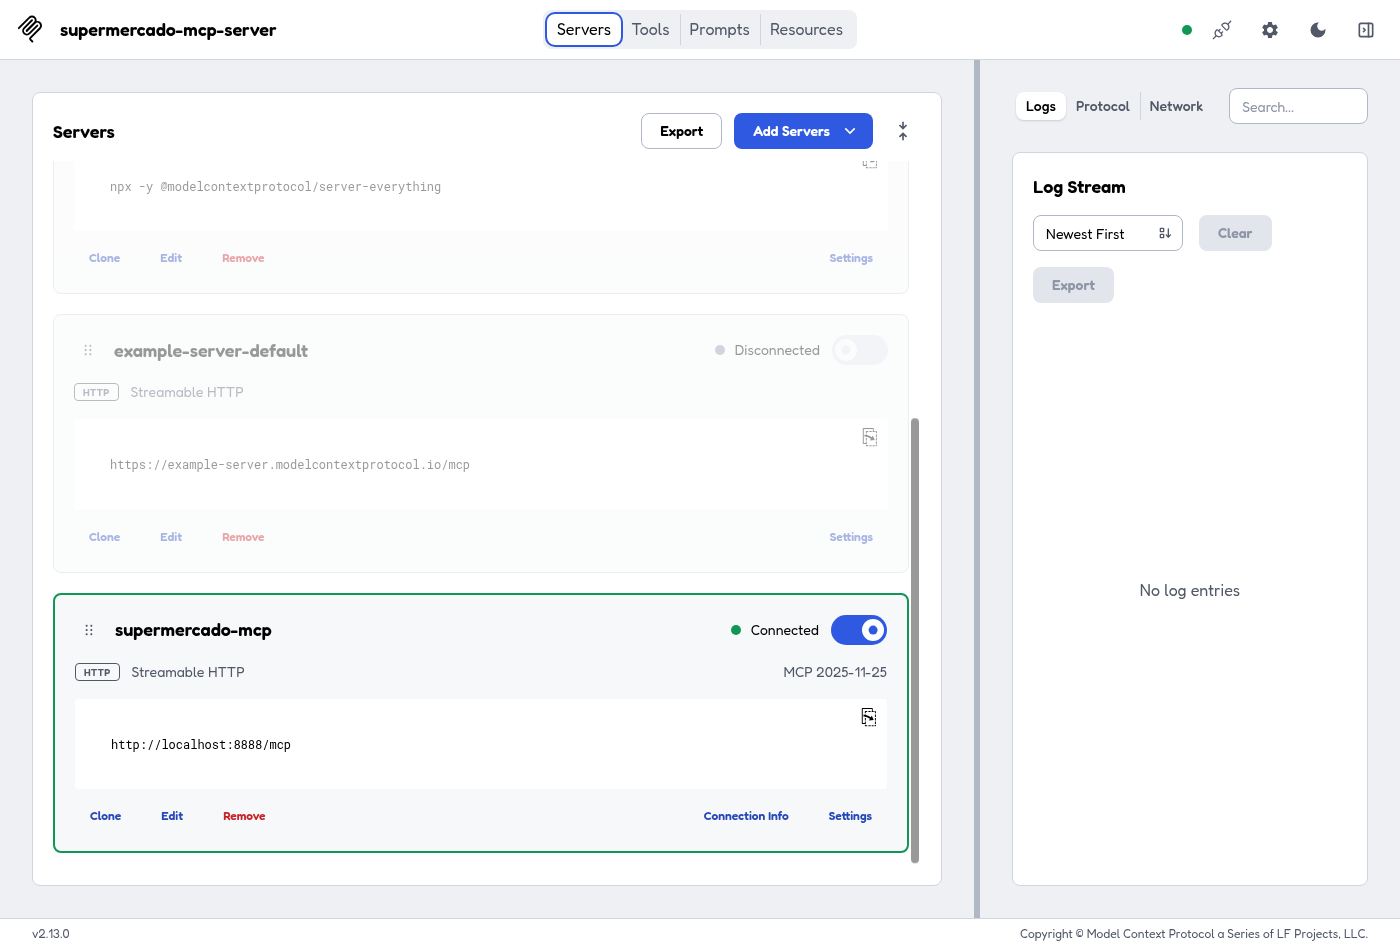 supermercado-mcp-server
Servers
Tools
Prompts
Resources
Servers
Export
Add Servers
npx -y @modelcontextprotocol/server-everything
Clone
Edit
Remove
Settings
example-server-default
Disconnected
HTTP
Streamable HTTP
https://example-server.modelcontextprotocol.io/mcp
Clone
Edit
Remove
Settings
supermercado-mcp
Connected
HTTP
Streamable HTTP
MCP 2025-11-25
http://localhost:8888/mcp
Clone
Edit
Remove
Connection Info
Settings
Logs
Protocol
Network
Search...
Log Stream
Newest First
Clear
Export
No log entries
v2.13.0
Copyright © Model Context Protocol a Series of LF Projects, LLC.